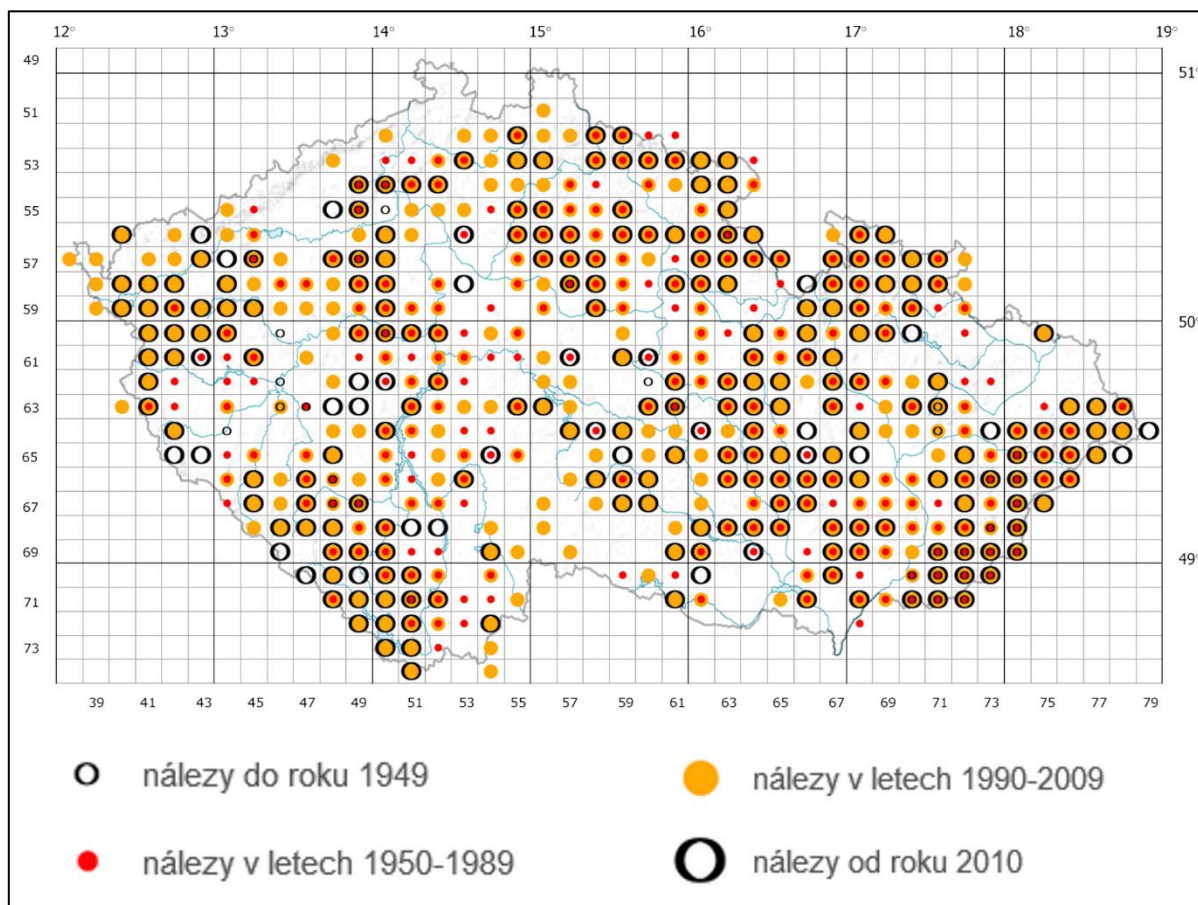 12° 13° 14° 15° 16° 17° 18° 19°
49
51°
51
53
55
57
59
50°
61
63
65
67
69
49°
71
73
39 41 43 45 47 49 51 53 55 57 59 61 63 65 67 69 71 73 75 77 79
nálezy do roku 1949
nálezy v letech 1990-2009
nálezy v letech 1950-1989
nálezy od roku 2010